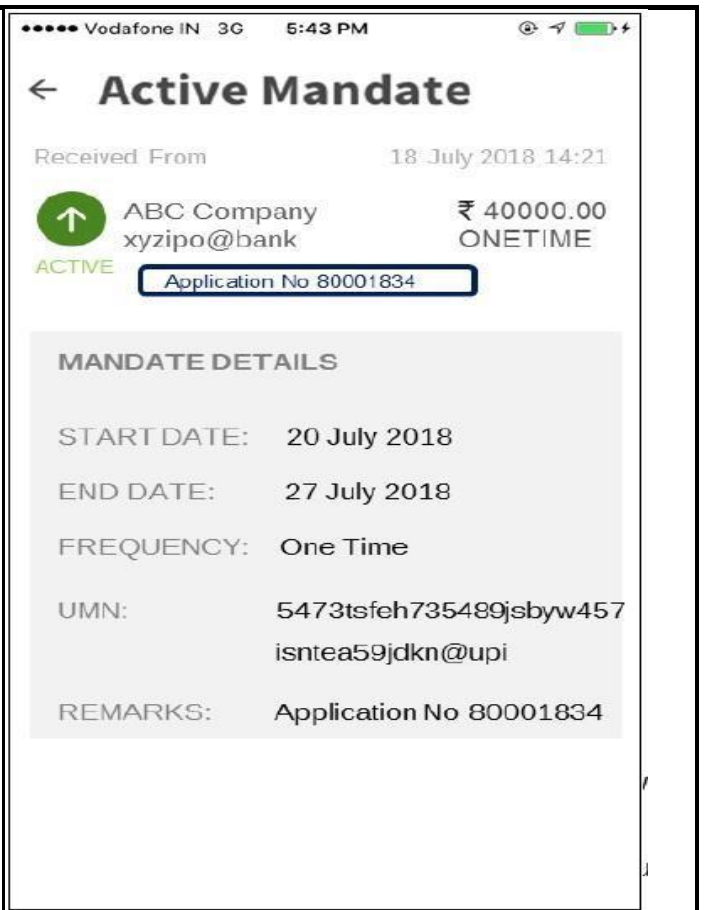 Vodafone IN 3G 5:43 PM
← Active Mandate
Received From 18 July 2018 14:21
ABC Company ₹ 40000.00
xyzipo@bank ONETIME
ACTIVE
Application No 80001834
MANDATE DETAILS
START DATE: 20 July 2018
END DATE: 27 July 2018
FREQUENCY: One Time
UMN: 5473tsfeh735489jsbyw457
isntea59jdkn@upi
REMARKS: Application No 80001834